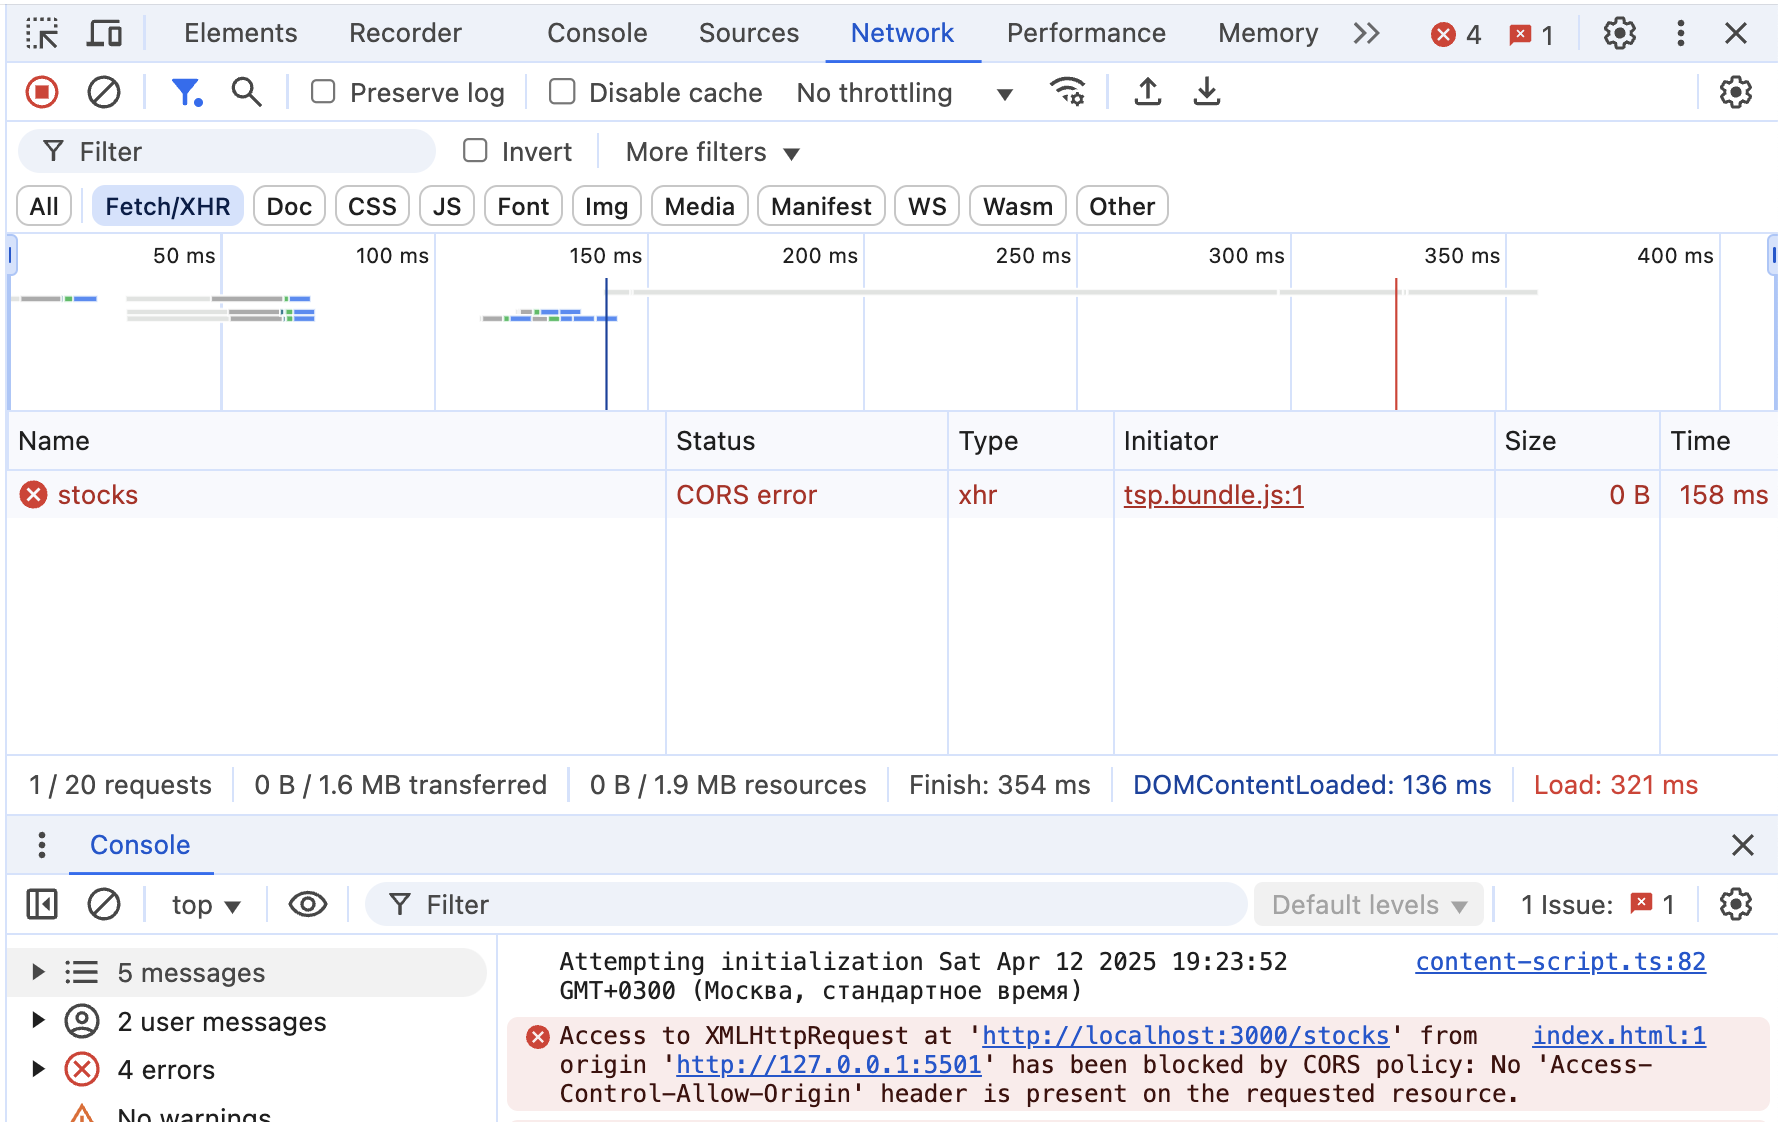 Elements Recorder Console Sources Network Performance Memory 4 1
Preserve log Disable cache No throttling
Filter Invert More filters
All Fetch/XHR Doc CSS JS Font Img Media Manifest WS Wasm Other
50 ms 100 ms 150 ms 200 ms 250 ms 300 ms 350 ms 400 ms
Name Status Type Initiator Size Time
stocks CORS error xhr tsp.bundle.js:1 0 B 158 ms
1 / 20 requests 0 B / 1.6 MB transferred 0 B / 1.9 MB resources Finish: 354 ms DOMContentLoaded: 136 ms Load: 321 ms
Console
top Filter Default levels 1 Issue: 1
5 messages
2 user messages
4 errors
No warnings
Attempting initialization Sat Apr 12 2025 19:23:52 content-script.ts:82
GMT+0300 (Москва, стандартное время)
Access to XMLHttpRequest at 'http://localhost:3000/stocks' from index.html:1
origin 'http://127.0.0.1:5501' has been blocked by CORS policy: No 'Access-
Control-Allow-Origin' header is present on the requested resource.